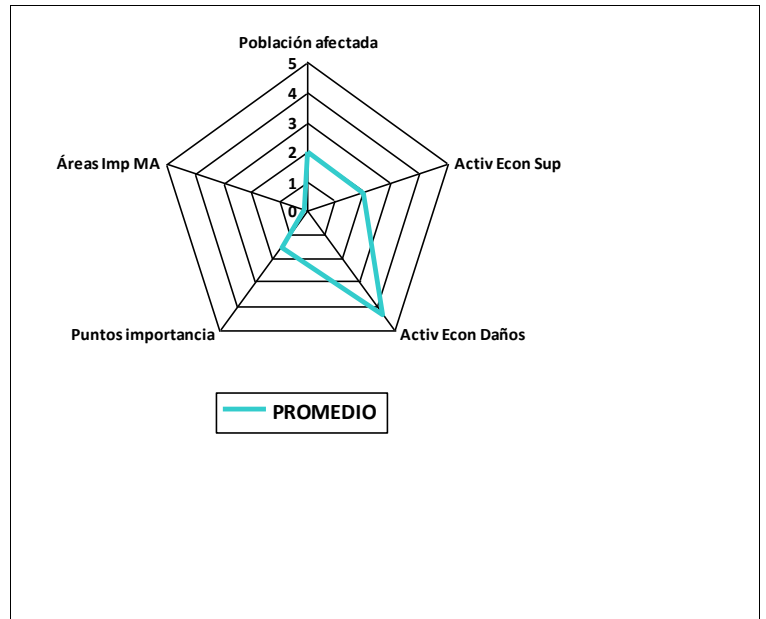 Población afectada
5
4
3
2
1
0
Áreas Imp MA
Activ Econ Sup
Puntos importancia
Activ Econ Daños
PROMEDIO